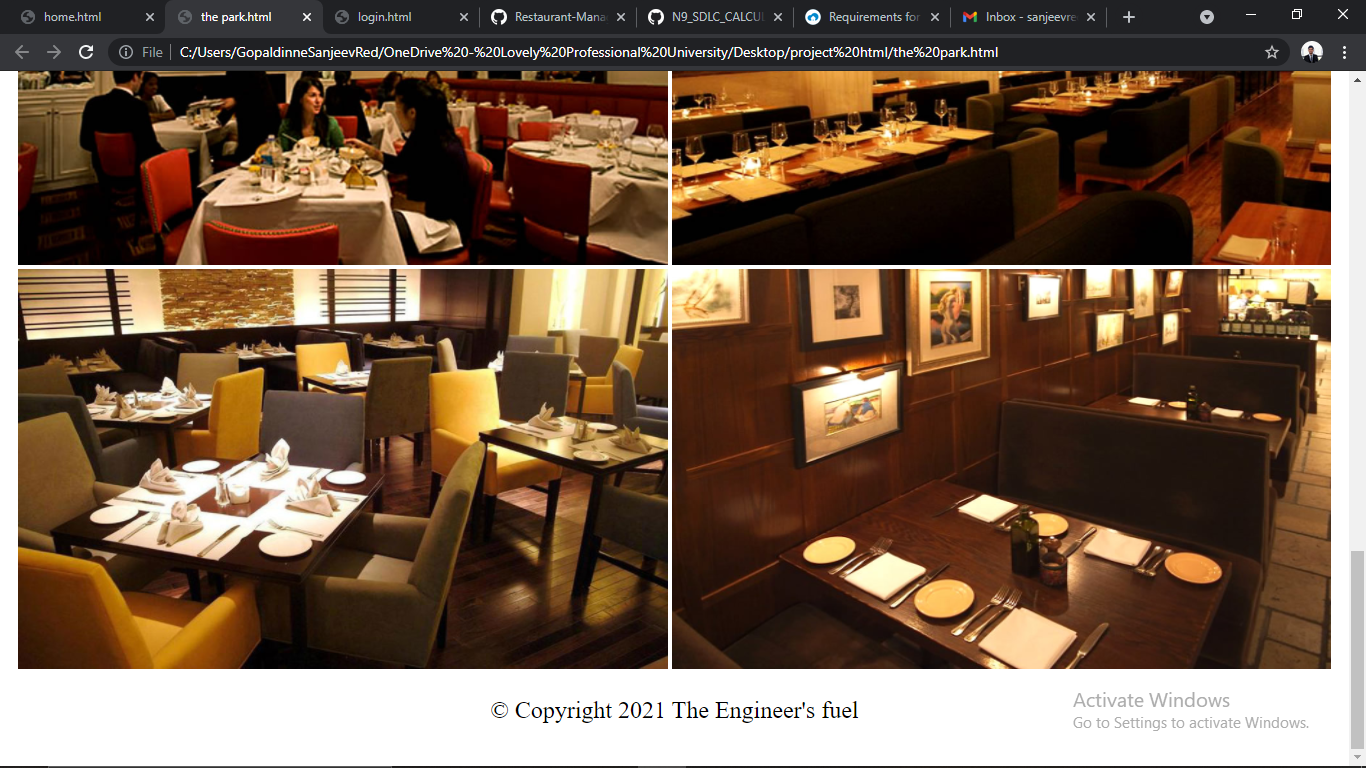 home.html
the park.html
login.html
Restaurant-Mana
N9_SDLC_CALCUL
Requirements for
Inbox - sanjeevre
File
C:/Users/GopaldinneSanjeevRed/OneDrive%20-%20Lovely%20Professional%20University/Desktop/project%20html/the%20park.html
© Copyright 2021 The Engineer's fuel
Activate Windows
Go to Settings to activate Windows.